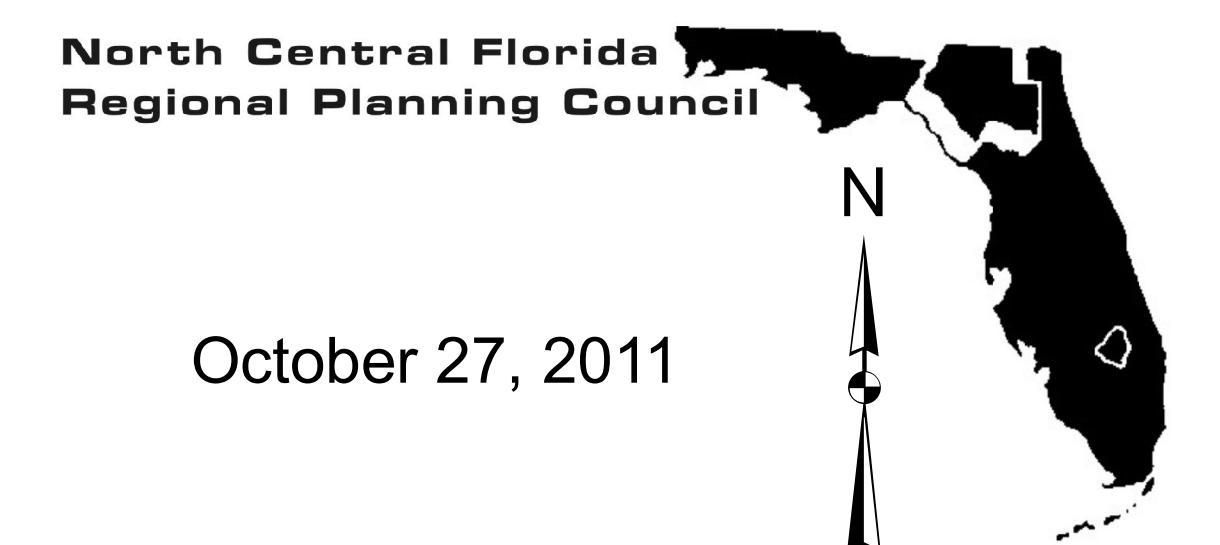 North Central Florida
Regional Planning Council
N
October 27, 2011